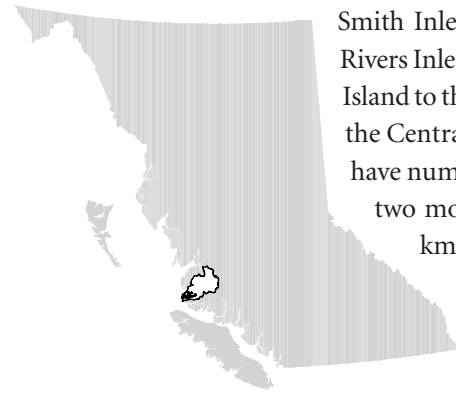 Smith Inle
Rivers Inle
Island to th
the Centra
have num
two mo
km